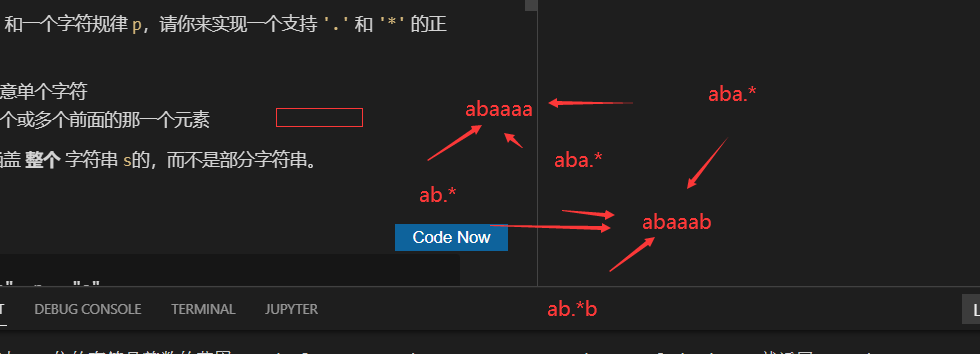 和一个字符规律 p，请你来实现一个支持 '.' 和 '*' 的正
意单个字符
个或多个前面的那一个元素
盖 整个 字符串 s的，而不是部分字符串。
abaaaa
aba.*
aba.*
ab.*
abaaab
Code Now
DEBUG CONSOLE
TERMINAL
JUPYTER
ab.*b